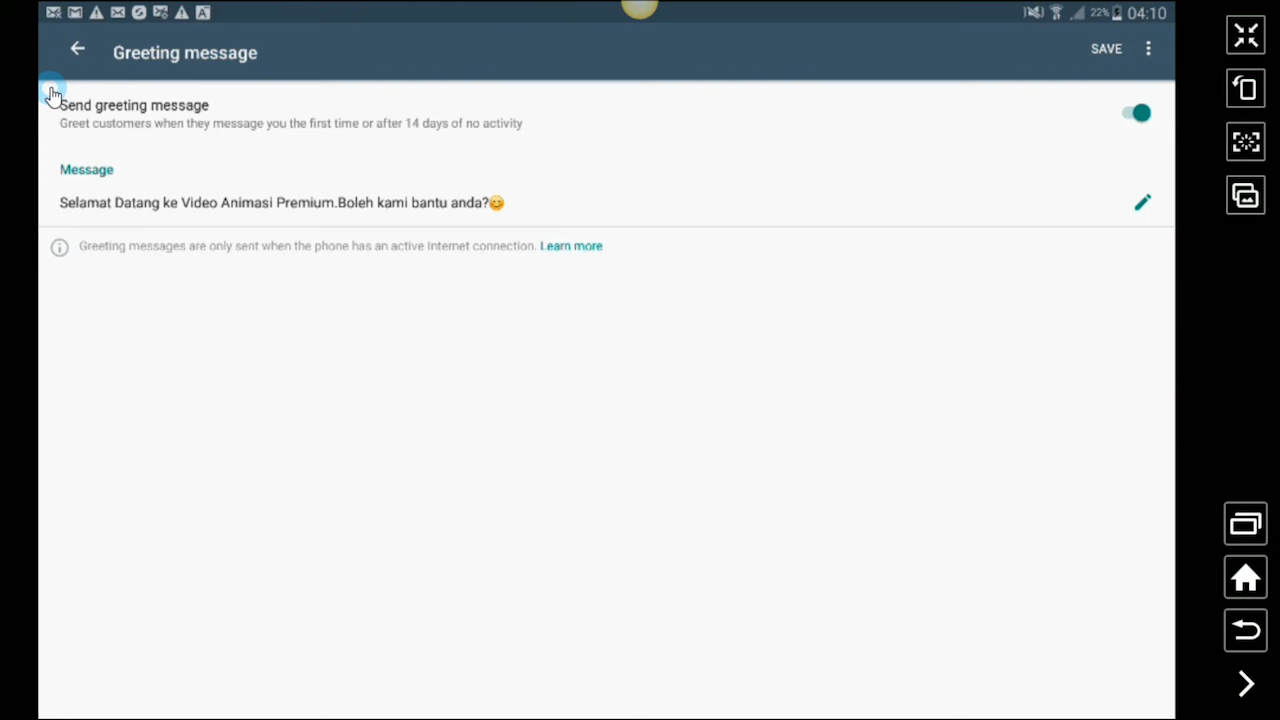 22% 04:10
Greeting message
SAVE
Send greeting message
Greet customers when they message you the first time or after 14 days of no activity
Message
Selamat Datang ke Video Animasi Premium.Boleh kami bantu anda?😊
Greeting messages are only sent when the phone has an active Internet connection. Learn more